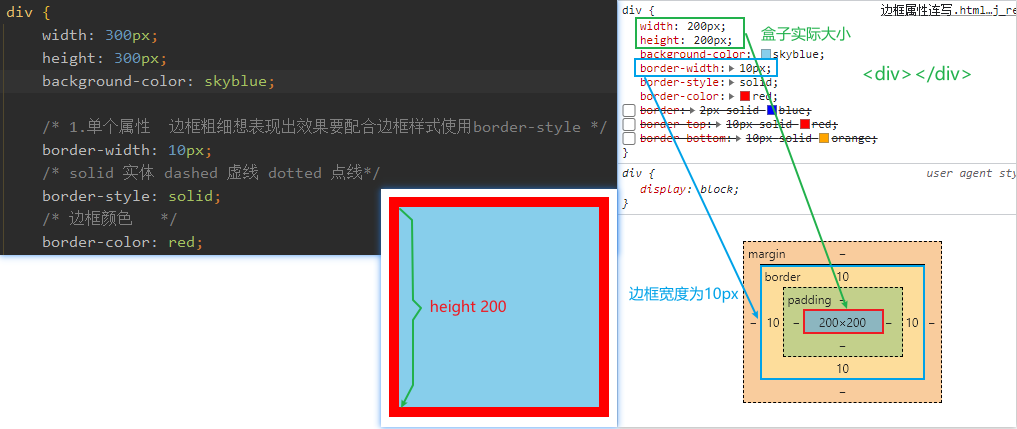 div {
width: 300px;
height: 300px;
background-color: skyblue;
/* 1.单个属性 边框粗细想表现出效果要配合边框样式使用border-style */
border-width: 10px;
/* solid 实体 dashed 虚线 dotted 点线*/
border-style: solid;
/* 边框颜色 */
border-color: red;
height 200
div {
边框属性连写.html…j_re
width: 200px;
height: 200px;
盒子实际大小
background-color: skyblue;
border-width: 10px;
<div></div>
border-style: solid;
border-color: red;
border: 2px solid blue;
border-top: 10px solid red;
border-bottom: 10px solid orange;
}
div {
user agent sty
display: block;
}
margin –
border 10
边框宽度为10px
padding –
– 10 – 200×200 – 10 –
–
10
–